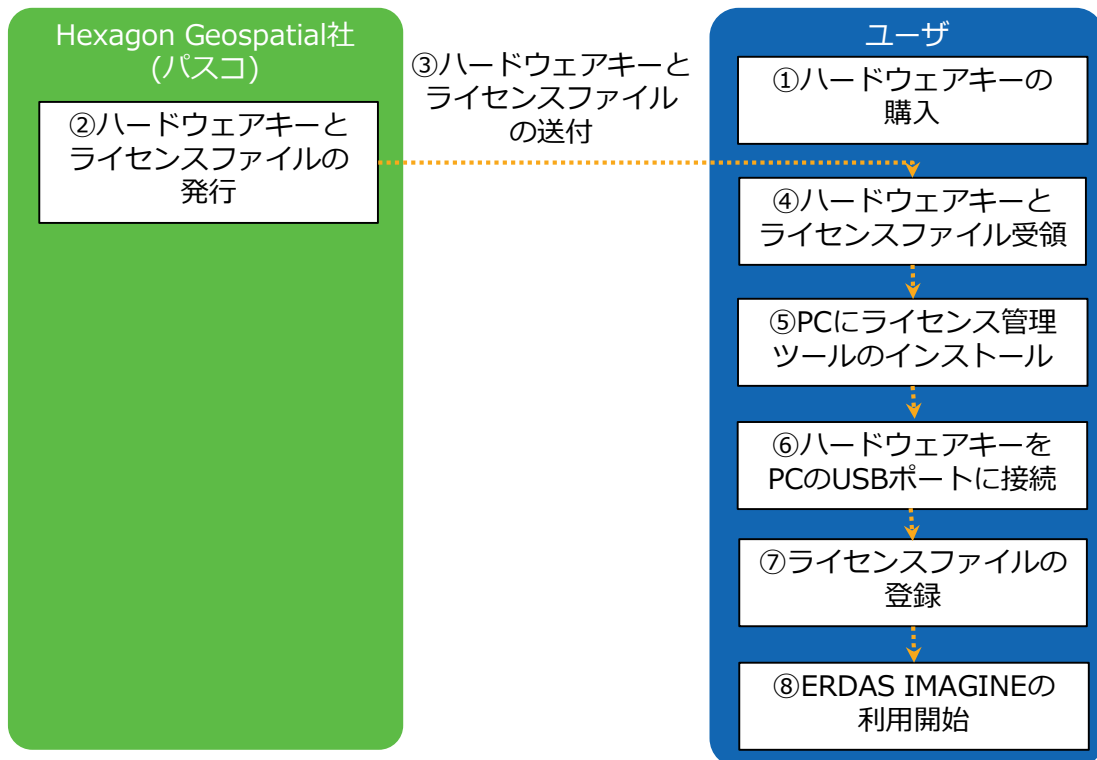 Hexagon Geospatial社
(パスコ)
②ハードウェアキーと
ライセンスファイルの
発行
③ハードウェアキーと
ライセンスファイル
の送付
ユーザ
①ハードウェアキーの
購入
④ハードウェアキーと
ライセンスファイル受領
⑤PCにライセンス管理
ツールのインストール
⑥ハードウェアキーを
PCのUSBポートに接続
⑦ライセンスファイルの
登録
⑧ERDAS IMAGINEの
利用開始